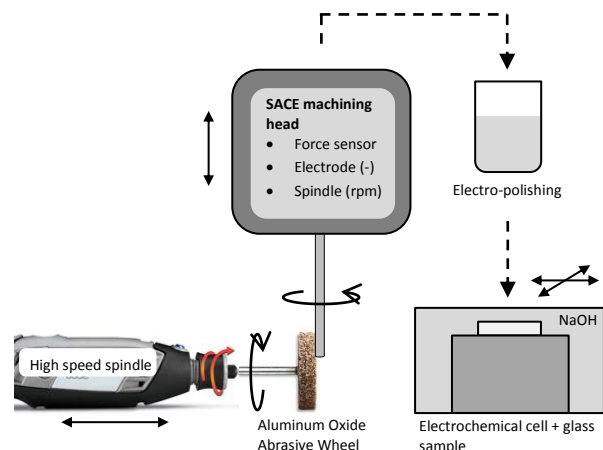 SACE machining
head
• Force sensor
• Electrode (-)
• Spindle (rpm)
Electro-polishing
NaOH
High speed spindle
Aluminum Oxide
Abrasive Wheel
Electrochemical cell + glass
sample